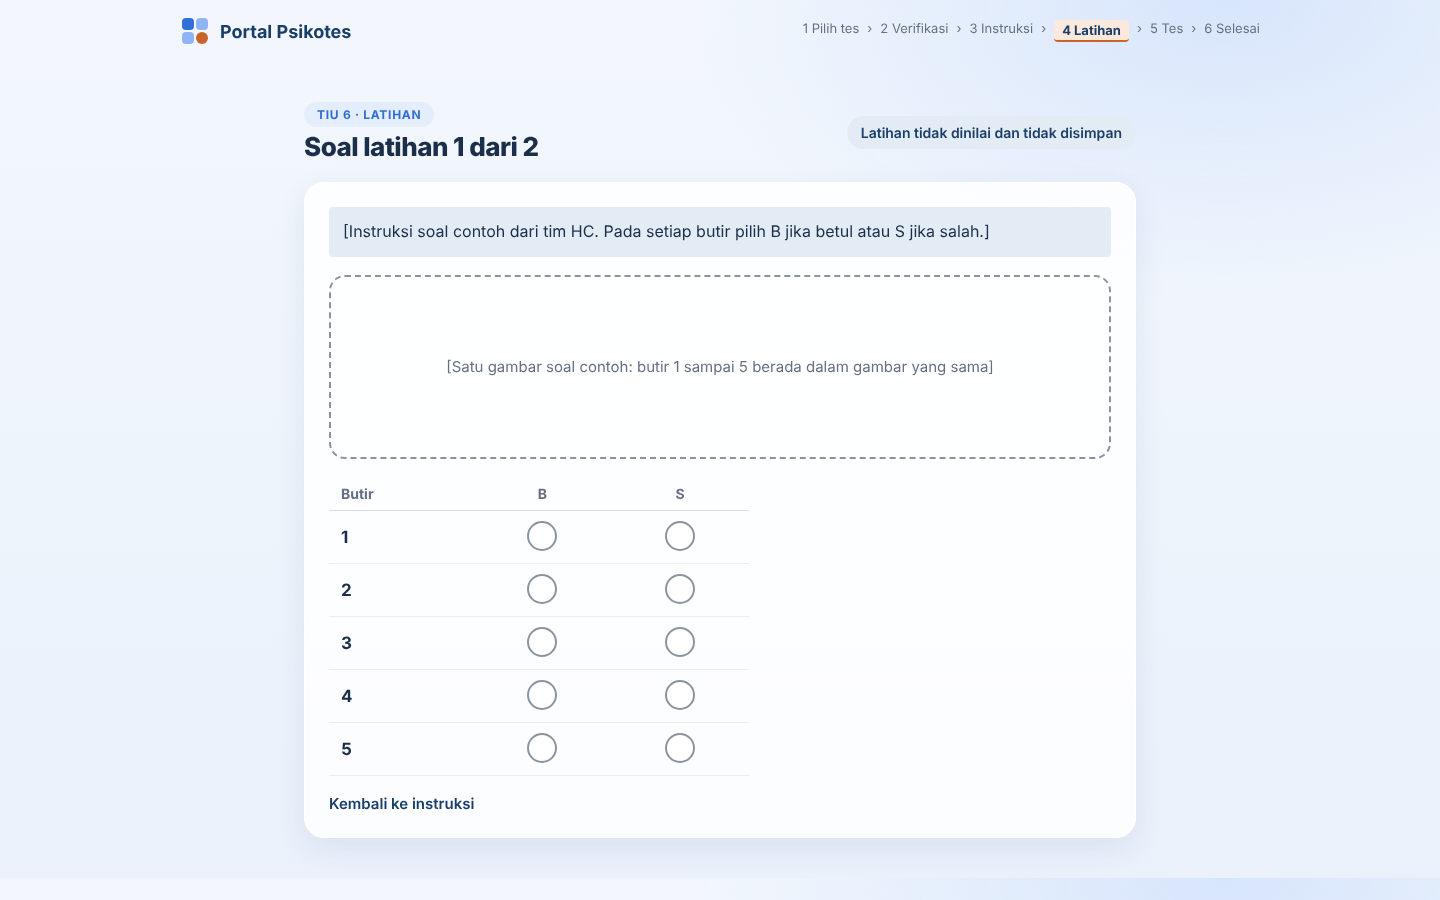 Portal Psikotes
1 Pilih tes › 2 Verifikasi › 3 Instruksi › 4 Latihan › 5 Tes › 6 Selesai
TIU 6 · LATIHAN
Soal latihan 1 dari 2
Latihan tidak dinilai dan tidak disimpan
[Instruksi soal contoh dari tim HC. Pada setiap butir pilih B jika betul atau S jika salah.]
[Satu gambar soal contoh: butir 1 sampai 5 berada dalam gambar yang sama]
Butir B S
1
2
3
4
5
Kembali ke instruksi